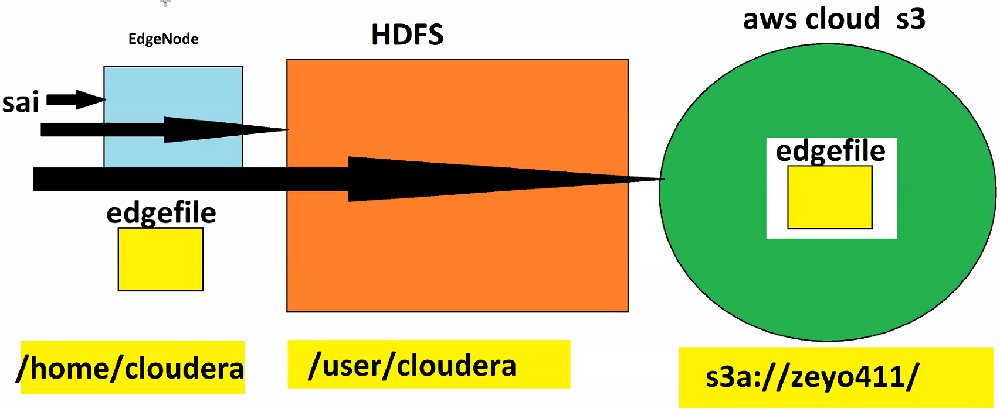 EdgeNode
HDFS
aws cloud  s3
sai
edgefile
edgefile
/home/cloudera
/user/cloudera
s3a://zeyo411/